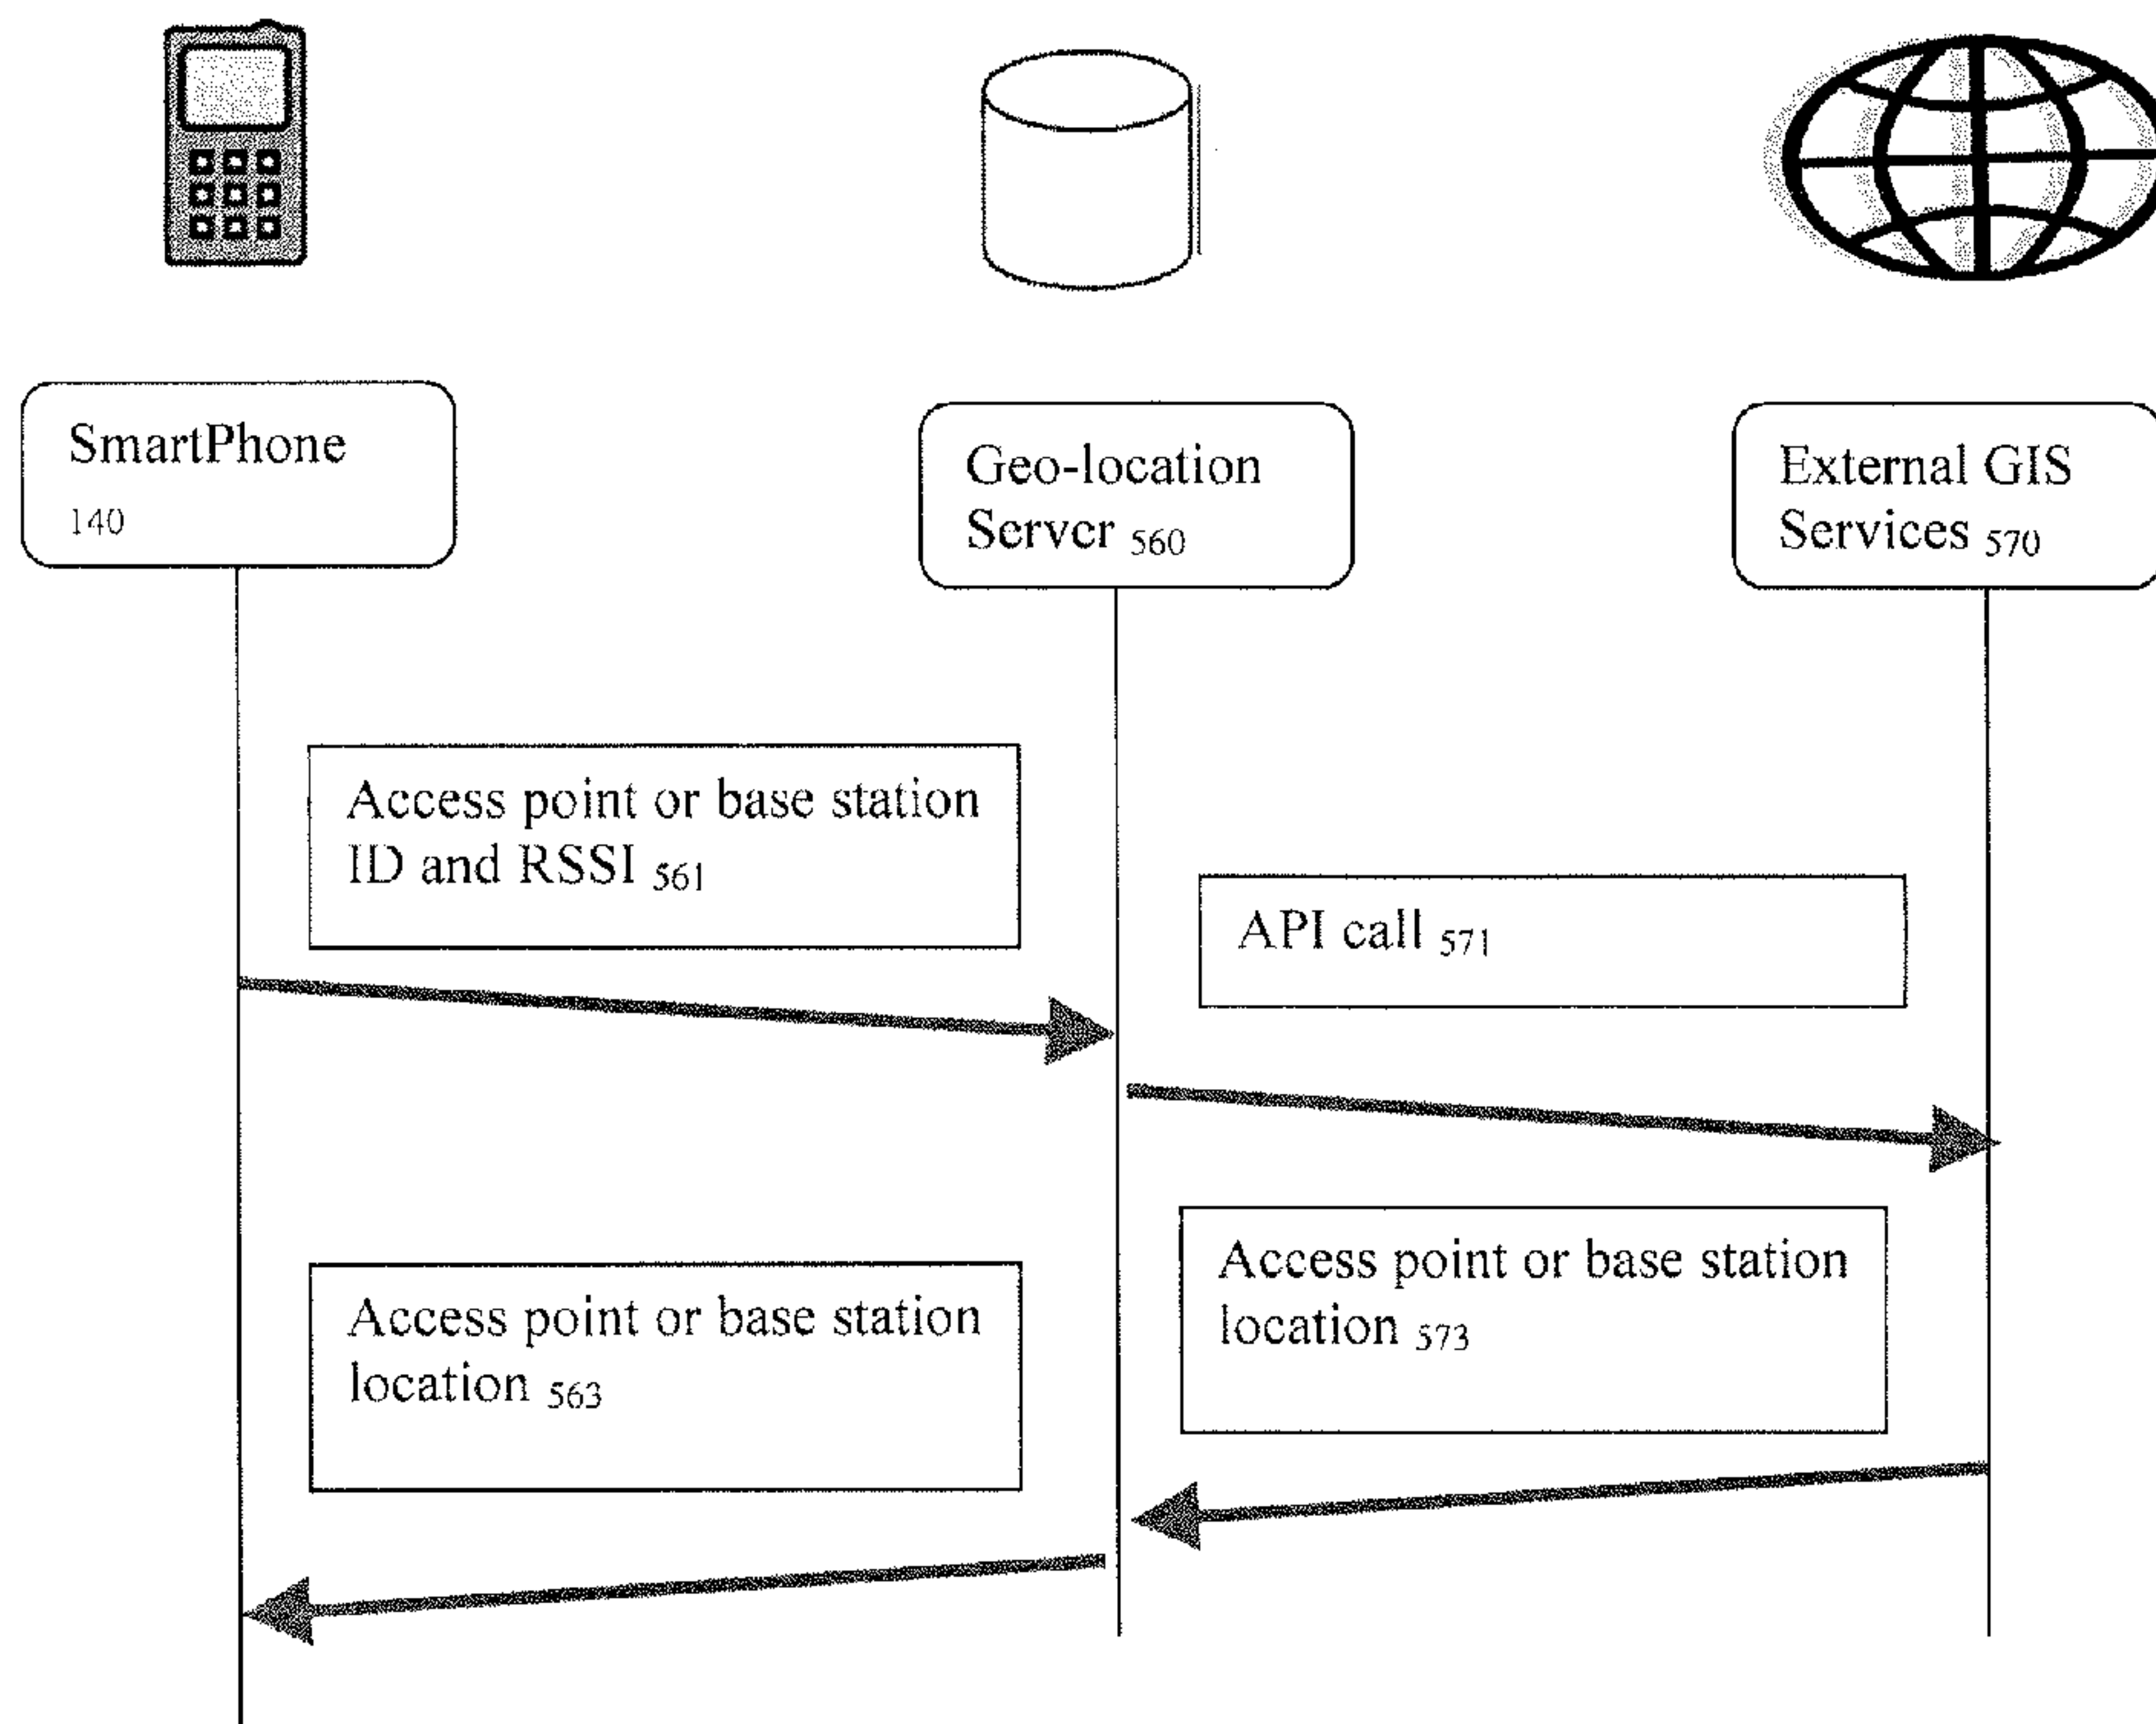 SmartPhone
140
Geo-location
Server 560
External GIS
Services 570
Access point or base station
ID and RSSI 561
API call 571
Access point or base station
location 573
Access point or base station
location 563